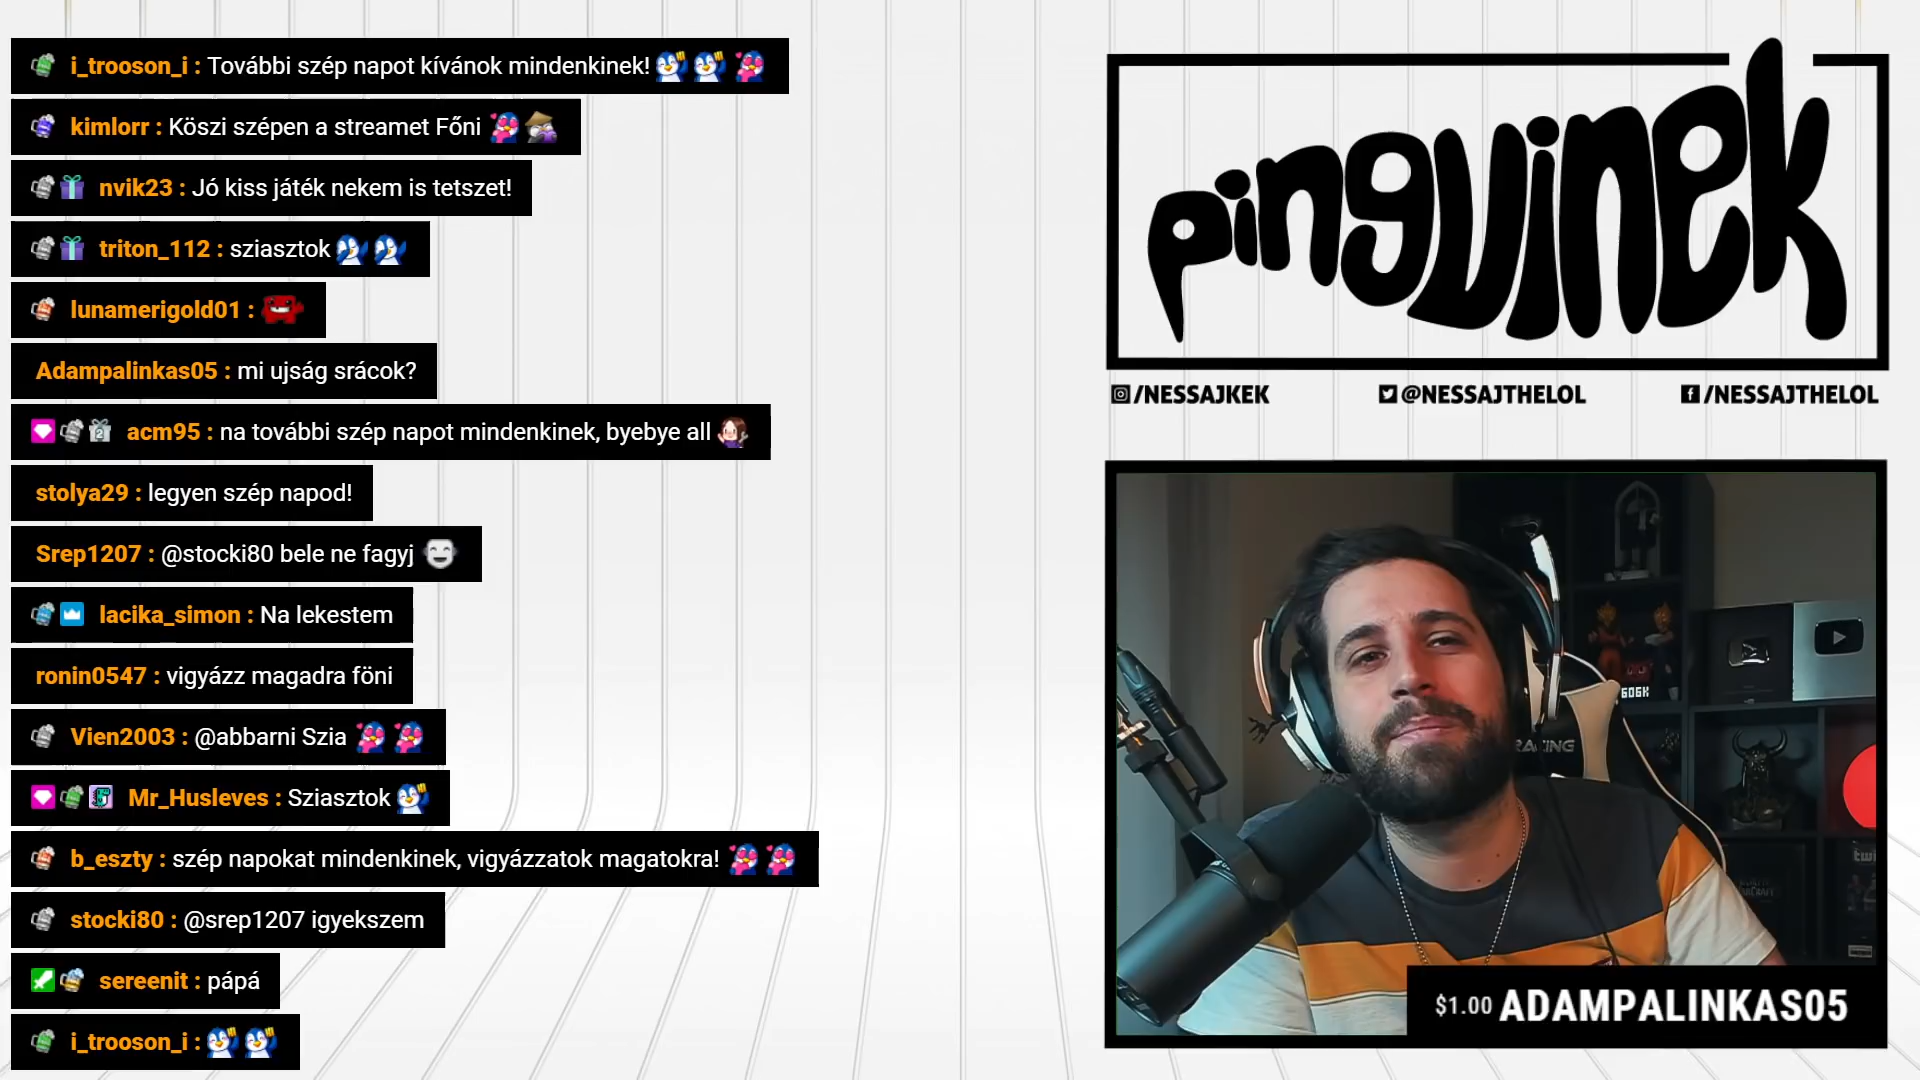 i_trooson_i : További szép napot kívánok mindenkinek!
kimlorr : Köszi szépen a streamet Főni
nvik23 : Jó kiss játék nekem is tetszet!
triton_112 : sziasztok
lunamerigold01 :
Adampalinkas05 : mi ujság srácok?
acm95 : na további szép napot mindenkinek, byebye all
stolya29 : legyen szép napod!
Srep1207 : @stocki80 bele ne fagyj
lacika_simon : Na lekestem
ronin0547 : vigyázz magadra föni
Vien2003 : @abbarni Szia
Mr_Husleves : Sziasztok
b_eszty : szép napokat mindenkinek, vigyázzatok magatokra!
stocki80 : @srep1207 igyekszem
sereenit : pápá
i_trooson_i :
pingvinek
/NESSAJKEK
@NESSAJTHELOL
/NESSAJTHELOL
RACING
$1.00 ADAMPALINKAS05